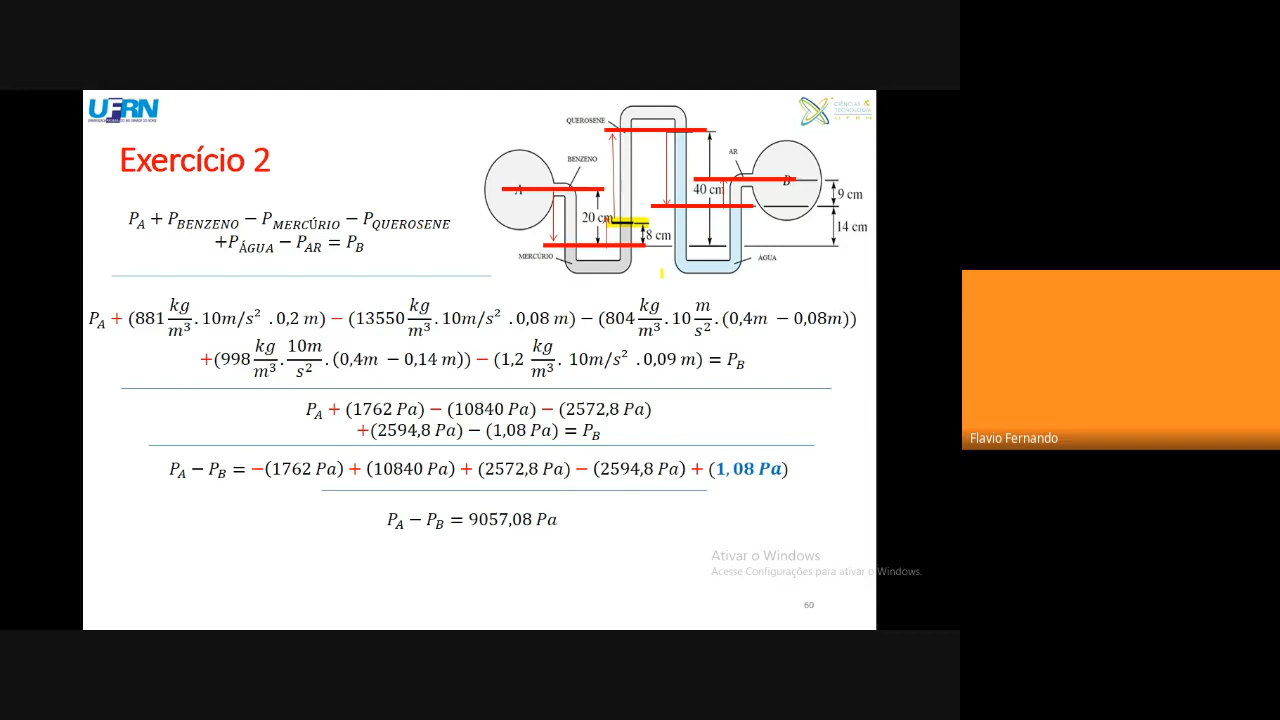 UFRN
CIÊNCIAS
TECNOLOGIA
UFRN
Exercício 2
QUEROSENE
BENZENO
AR
A
B
40 cm
9 cm
20 cm
8 cm
14 cm
MERCÚRIO
ÁGUA
P_A + P_BENZENO − P_MERCÚRIO − P_QUEROSENE
+P_ÁGUA − P_AR = P_B
P_A + (881 kg/m³ . 10m/s² . 0,2 m) − (13550 kg/m³ . 10m/s² . 0,08 m) − (804 kg/m³ . 10 m/s² . (0,4m − 0,08m))
+(998 kg/m³ . 10m/s² . (0,4m − 0,14 m)) − (1,2 kg/m³ . 10m/s² . 0,09 m) = P_B
P_A + (1762 Pa) − (10840 Pa) − (2572,8 Pa)
+(2594,8 Pa) − (1,08 Pa) = P_B
P_A − P_B = −(1762 Pa) + (10840 Pa) + (2572,8 Pa) − (2594,8 Pa) + (1,08 Pa)
P_A − P_B = 9057,08 Pa
Ativar o Windows
Acesse Configurações para ativar o Windows.
60
Flavio Fernando